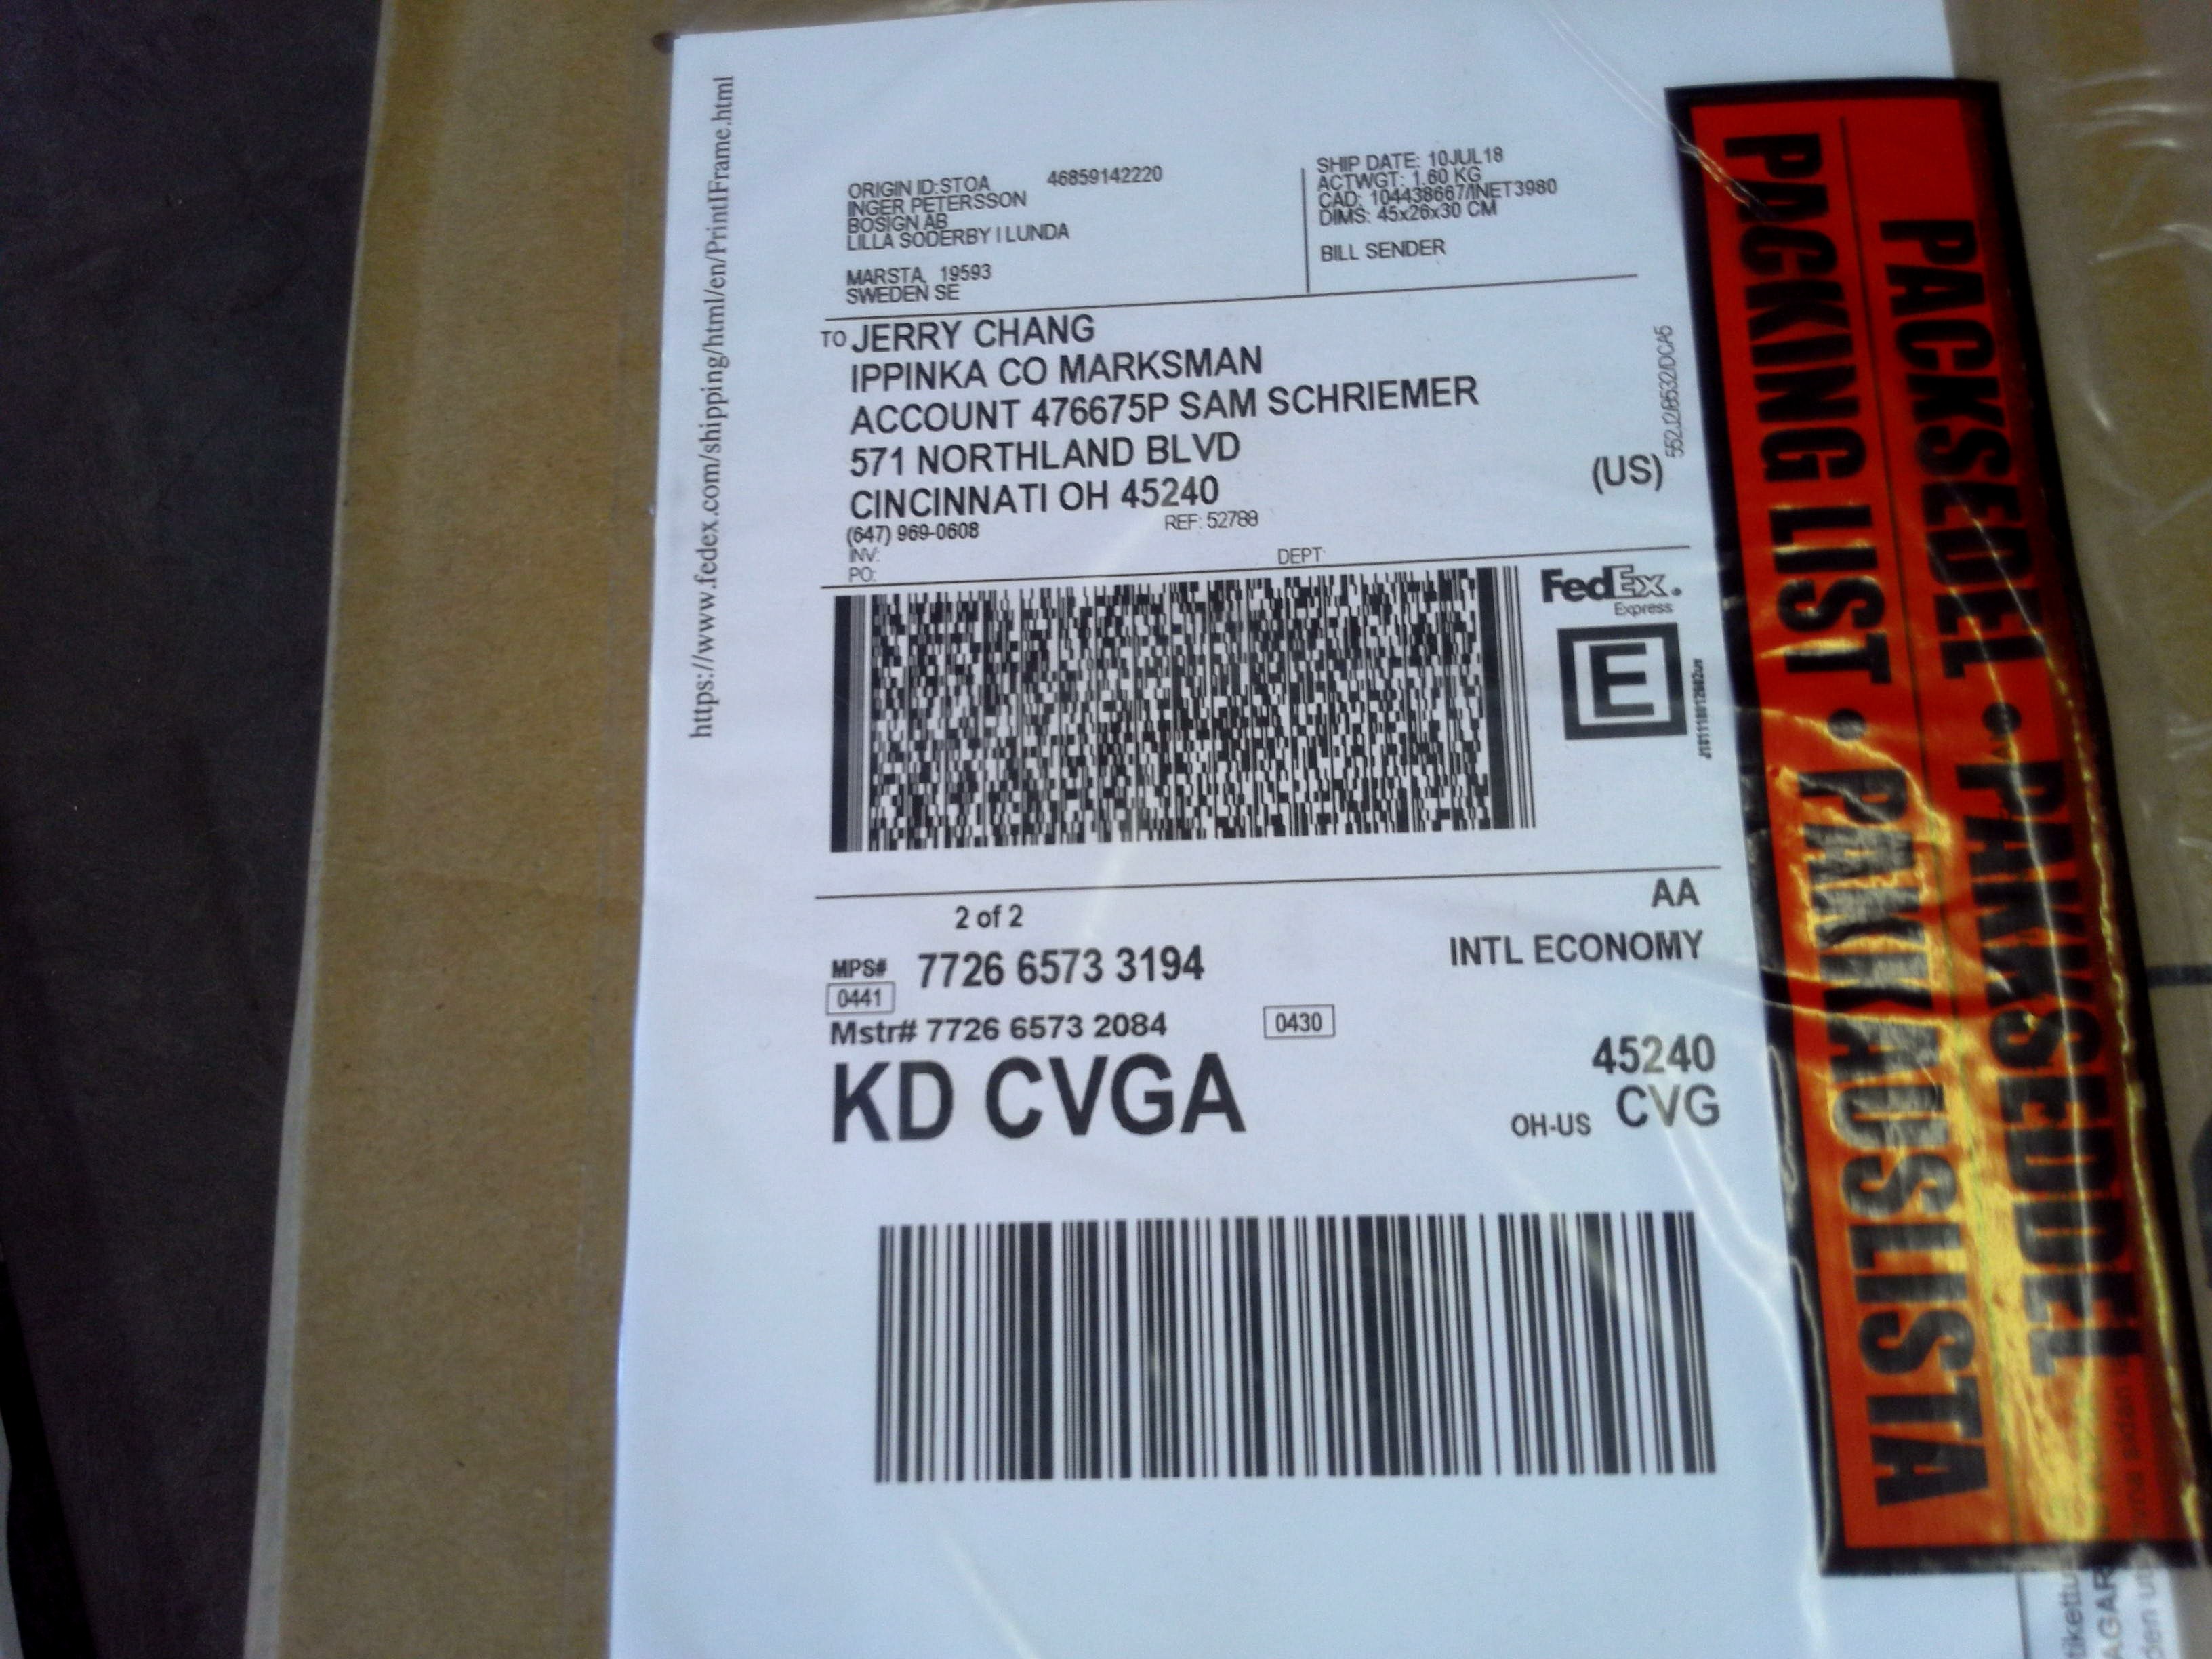 https://www.fedex.com/shipping/html/en/PrintIFrame.html
ORIGIN ID:STOA 46859142220
INGER PETERSSON
BOSIGN AB
LILLA SODERBY I LUNDA
MARSTA, 19593
SWEDEN SE
SHIP DATE: 10JUL18
ACTWGT: 1.60 KG
CAD: 104438667/INET3980
DIMS: 45x26x30 CM
BILL SENDER
TO JERRY CHANG
IPPINKA CO MARKSMAN
ACCOUNT 476675P SAM SCHRIEMER
571 NORTHLAND BLVD
CINCINNATI OH 45240
(US)
(647) 969-0608 REF: 52788
INV:
PO: DEPT:
FedEx
Express
E
AA
2 of 2
MPS# 7726 6573 3194
INTL ECONOMY
0441
Mstr# 7726 6573 2084 0430
KD CVGA
45240
OH-US CVG
PACKSEDEL • PAKKSEDDEL
PACKING LIST • PAKKAUSLISTA